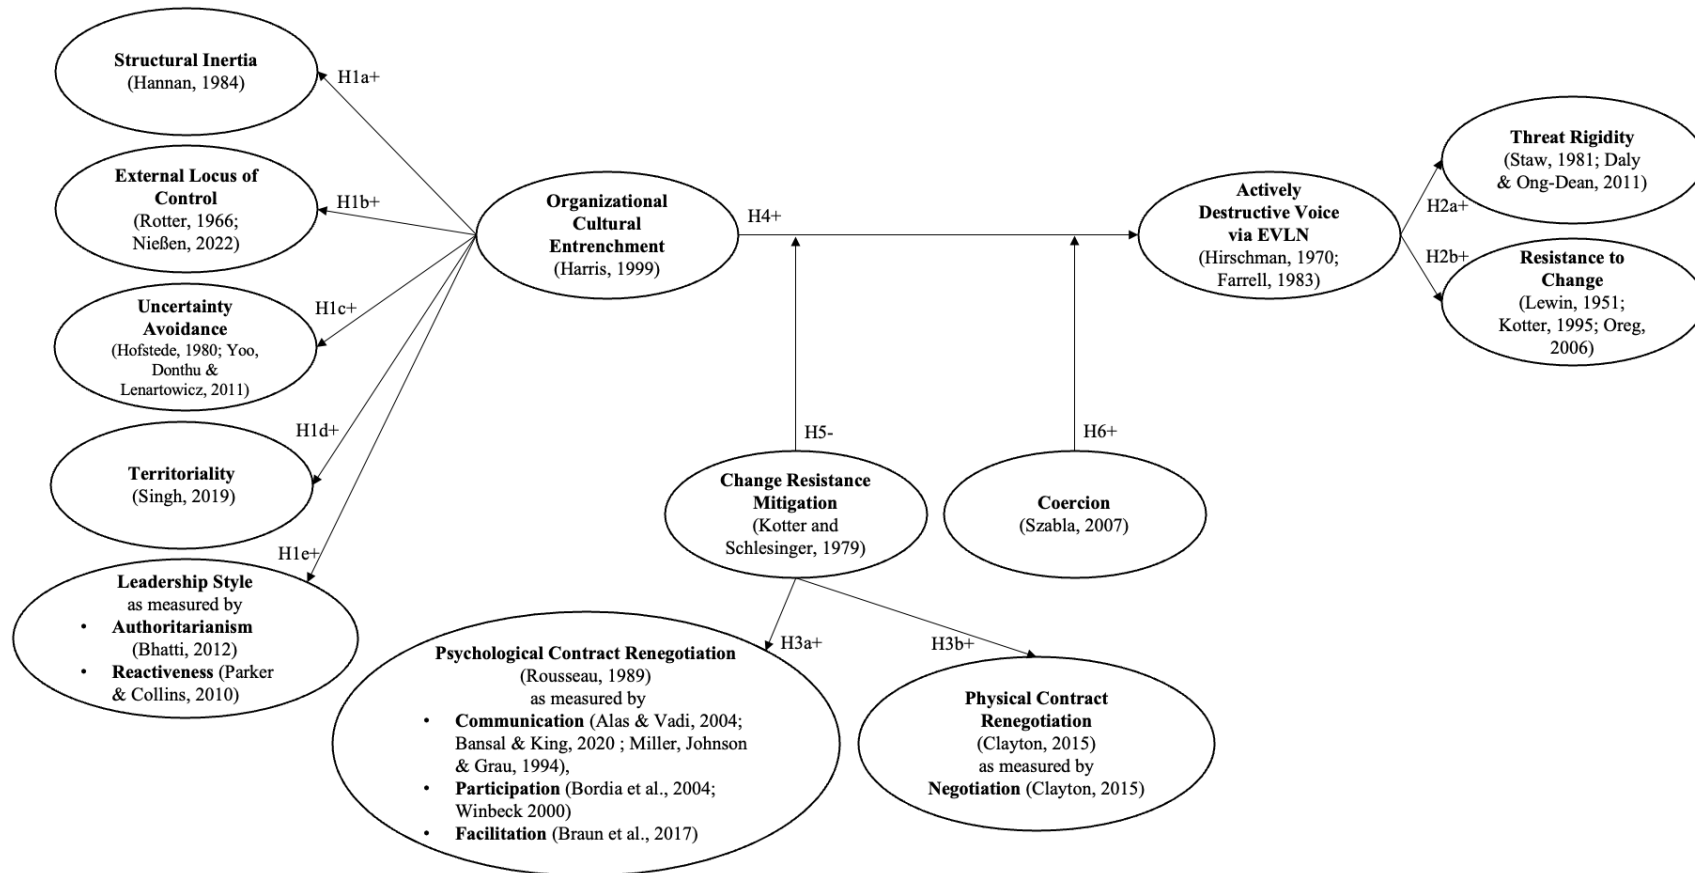 Structural Inertia
(Hannan, 1984)
H1a+
External Locus of
Control
(Rotter, 1966;
Nießen, 2022)
H1b+
Uncertainty
Avoidance
(Hofstede, 1980; Yoo,
Donthu &
Lenartowicz, 2011)
H1c+
Territoriality
(Singh, 2019)
H1d+
Leadership Style
as measured by
• Authoritarianism
(Bhatti, 2012)
• Reactiveness (Parker
& Collins, 2010)
H1e+
Organizational
Cultural
Entrenchment
(Harris, 1999)
H4+
Actively
Destructive Voice
via EVLN
(Hirschman, 1970;
Farrell, 1983)
Threat Rigidity
(Staw, 1981; Daly
& Ong-Dean, 2011)
H2a+
H2b+
Resistance to
Change
(Lewin, 1951;
Kotter, 1995; Oreg,
2006)
H5-
H6+
Change Resistance
Mitigation
(Kotter and
Schlesinger, 1979)
Coercion
(Szabla, 2007)
H3a+
H3b+
Psychological Contract Renegotiation
(Rousseau, 1989)
as measured by
• Communication (Alas & Vadi, 2004;
Bansal & King, 2020 ; Miller, Johnson
& Grau, 1994),
• Participation (Bordia et al., 2004;
Winbeck 2000)
• Facilitation (Braun et al., 2017)
Physical Contract
Renegotiation
(Clayton, 2015)
as measured by
Negotiation (Clayton, 2015)